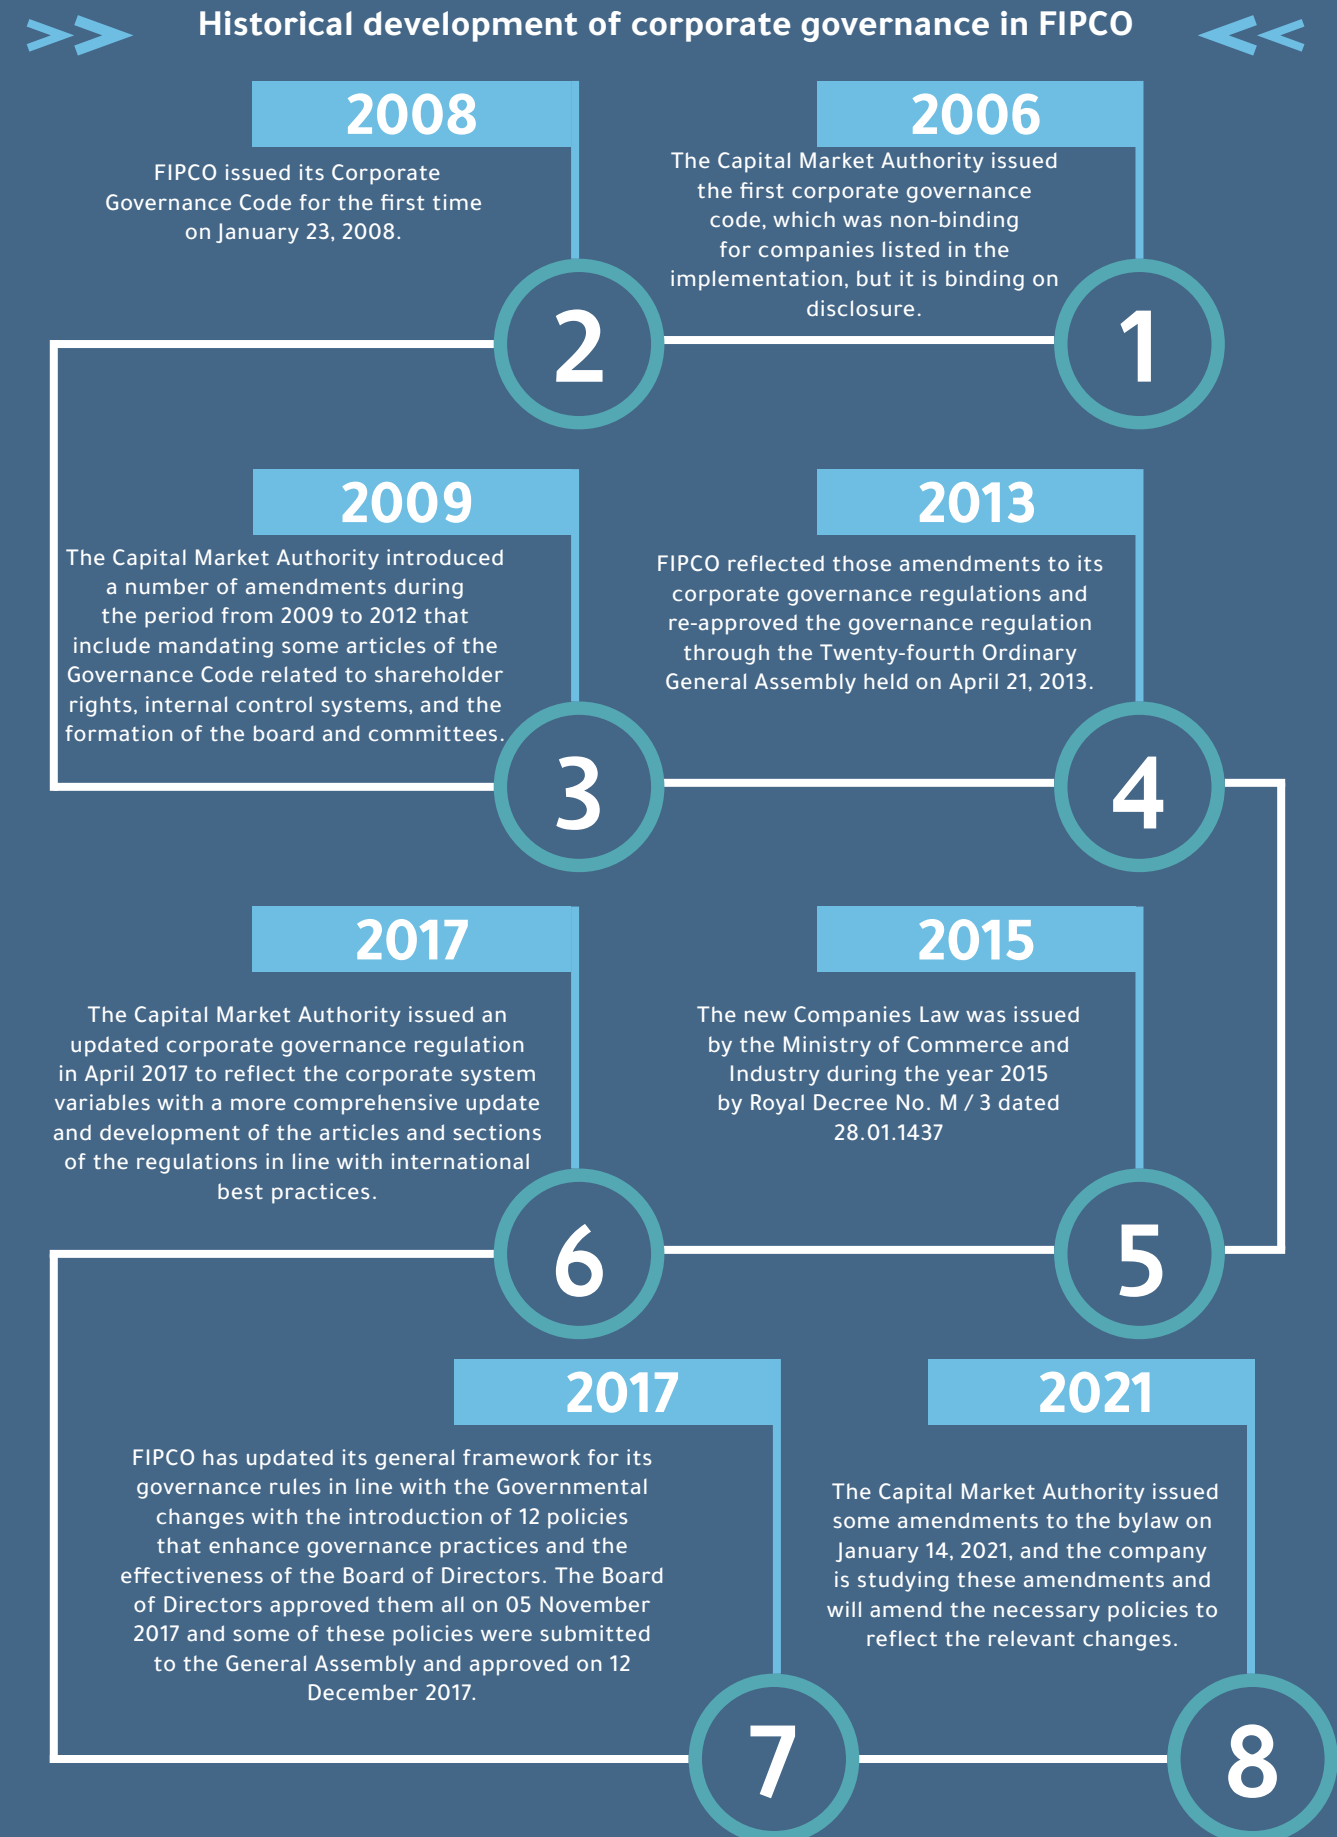 Historical development of corporate governance in FIPCO
2006
The Capital Market Authority issued
the first corporate governance
code, which was non-binding
for companies listed in the
implementation, but it is binding on
disclosure.
1
2008
FIPCO issued its Corporate
Governance Code for the first time
on January 23, 2008.
2
2009
The Capital Market Authority introduced
a number of amendments during
the period from 2009 to 2012 that
include mandating some articles of the
Governance Code related to shareholder
rights, internal control systems, and the
formation of the board and committees.
3
2013
FIPCO reflected those amendments to its
corporate governance regulations and
re-approved the governance regulation
through the Twenty-fourth Ordinary
General Assembly held on April 21, 2013.
4
2015
The new Companies Law was issued
by the Ministry of Commerce and
Industry during the year 2015
by Royal Decree No. M / 3 dated
28.01.1437
5
2017
The Capital Market Authority issued an
updated corporate governance regulation
in April 2017 to reflect the corporate system
variables with a more comprehensive update
and development of the articles and sections
of the regulations in line with international
best practices.
6
2017
FIPCO has updated its general framework for its
governance rules in line with the Governmental
changes with the introduction of 12 policies
that enhance governance practices and the
effectiveness of the Board of Directors. The Board
of Directors approved them all on 05 November
2017 and some of these policies were submitted
to the General Assembly and approved on 12
December 2017.
7
2021
The Capital Market Authority issued
some amendments to the bylaw on
January 14, 2021, and the company
is studying these amendments and
will amend the necessary policies to
reflect the relevant changes.
8